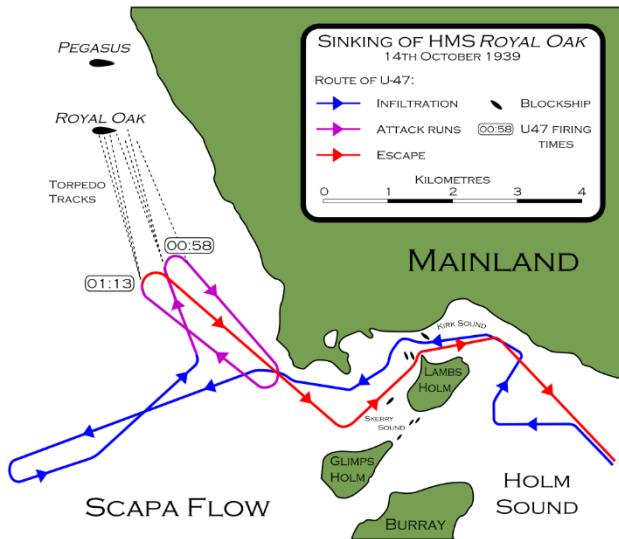 PEGASUS
ROYAL OAK
TORPEDO
TRACKS
SINKING OF HMS ROYAL OAK
14TH OCTOBER 1939
ROUTE OF U-47:
INFILTRATION
BLOCKSHIP
ATTACK RUNS
00:58
U47 FIRING
TIMES
ESCAPE
KILOMETRES
0 1 2 3 4
00:58
01:13
MAINLAND
KIRK SOUND
LAMBS
HOLM
SKERRY
SOUND
GLIMPS
HOLM
HOLM
SOUND
SCAPA FLOW
BURRAY